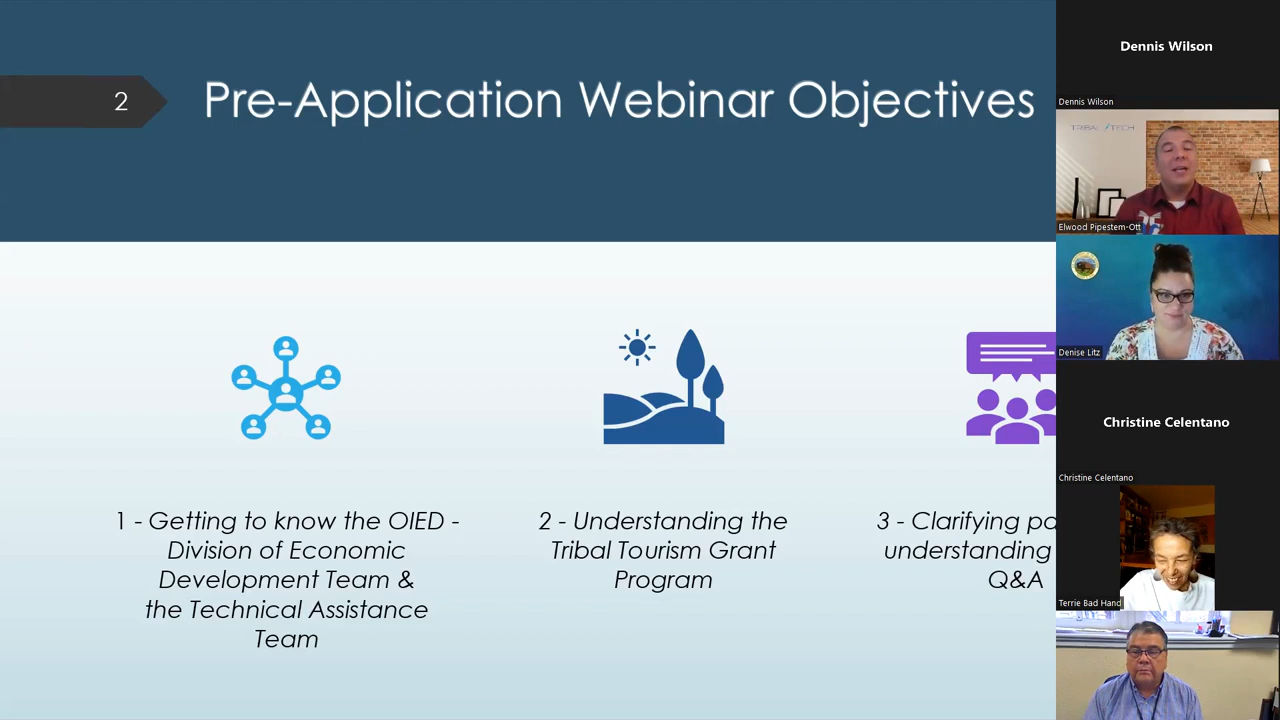 2
Pre-Application Webinar Objectives
1 - Getting to know the OIED -
Division of Economic
Development Team &
the Technical Assistance
Team
2 - Understanding the
Tribal Tourism Grant
Program
3 - Clarifying
understanding
Q&A
Dennis Wilson
Dennis Wilson
TRIBAL TECH
Elwood Pipestem-Ott
Denise Litz
Christine Celentano
Christine Celentano
Terrie Bad Hand